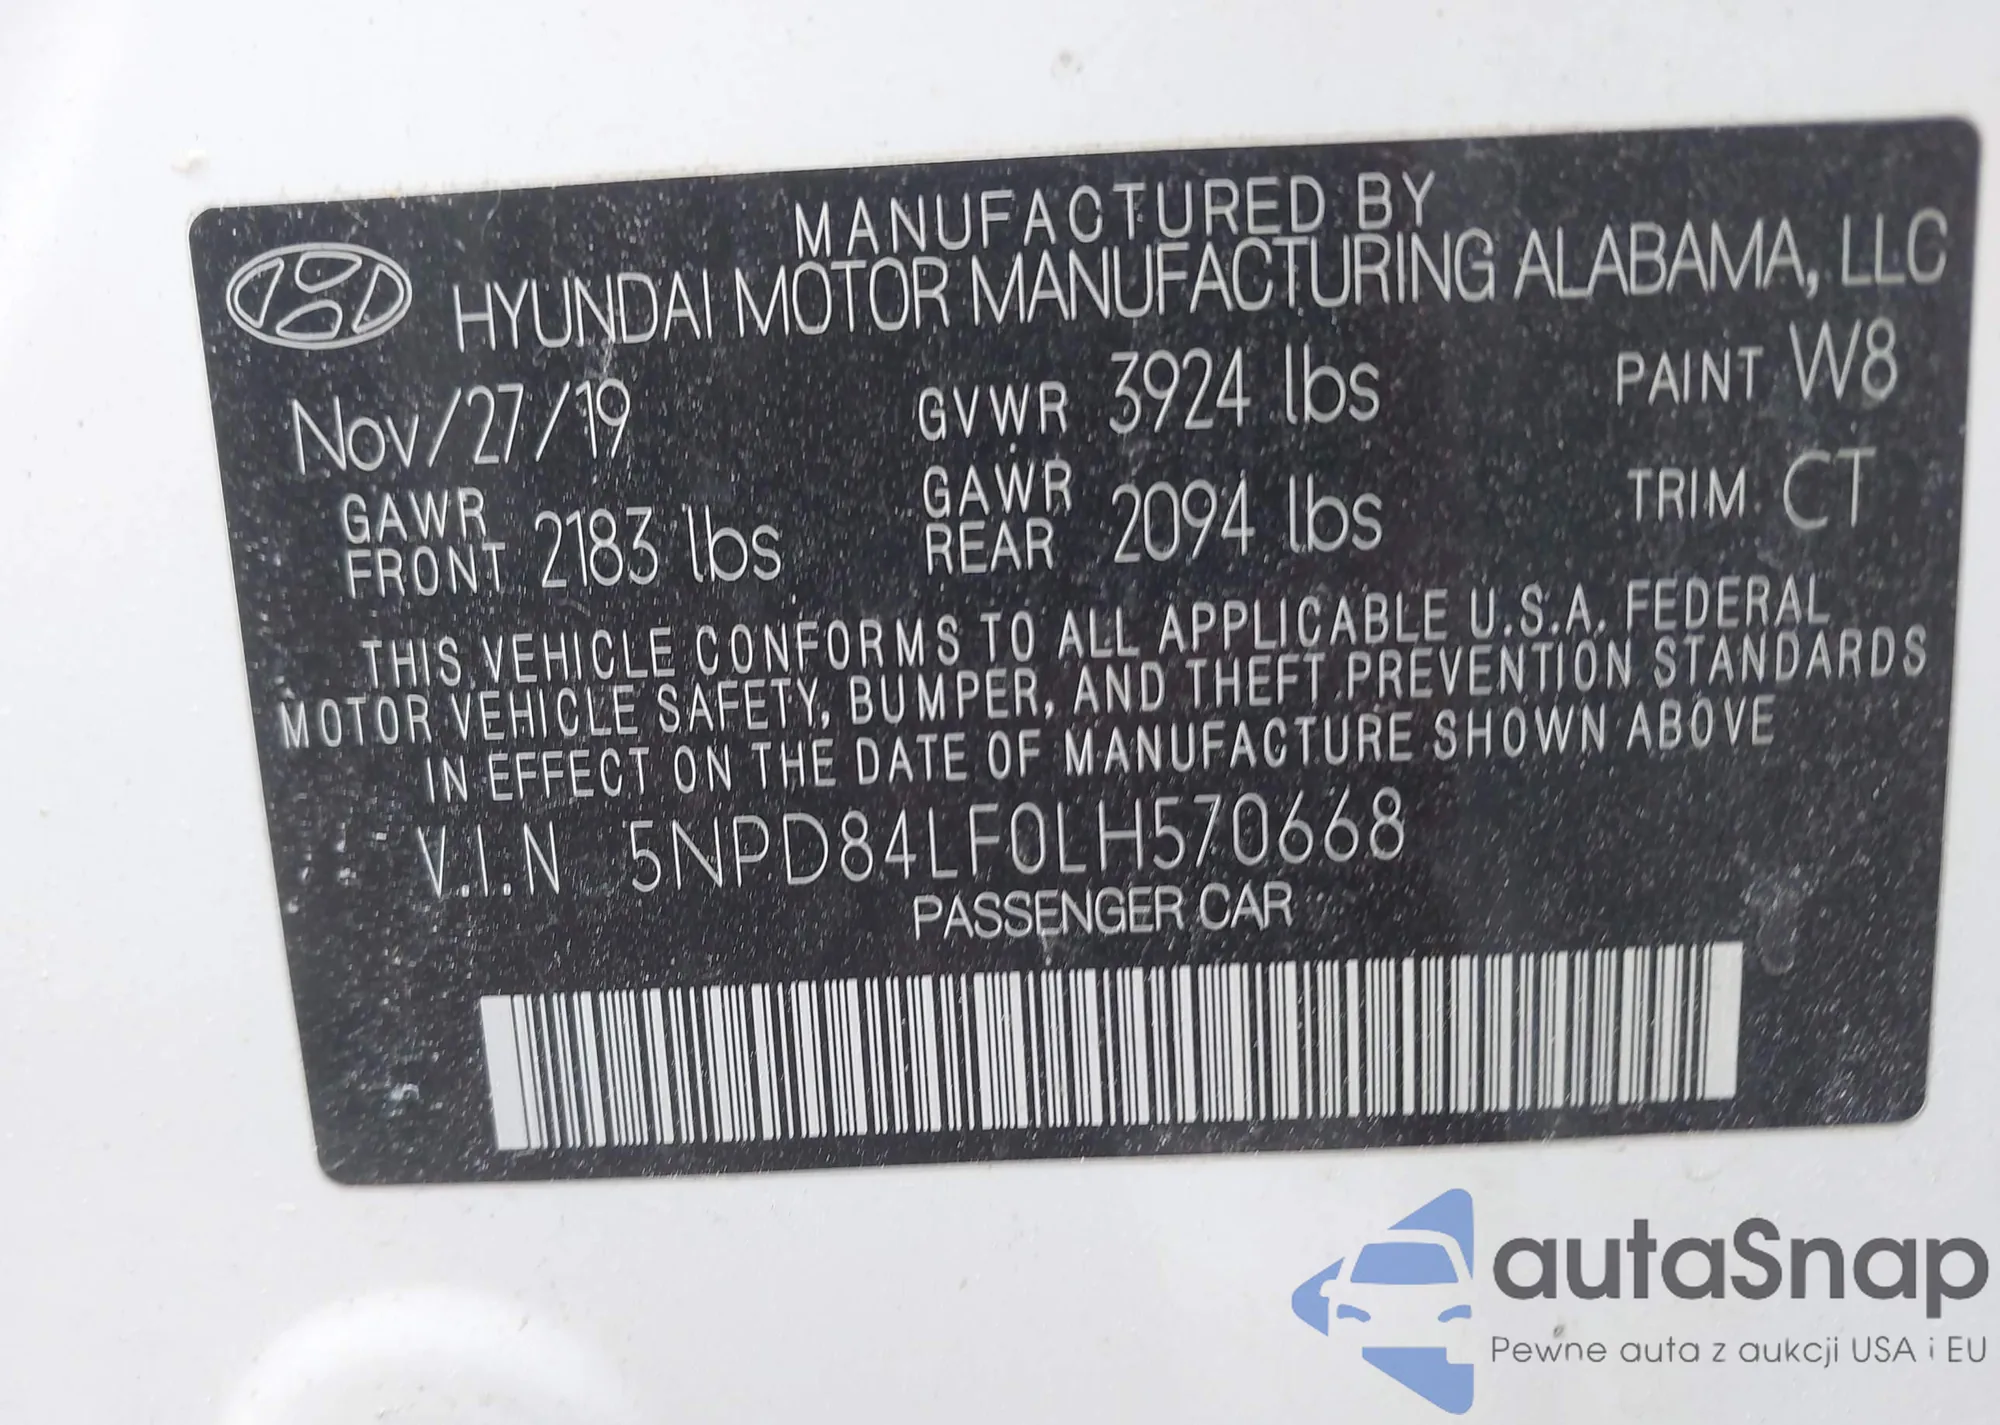 MANUFACTURED BY
HYUNDAI MOTOR MANUFACTURING ALABAMA, LLC
Nov/27/19 GVWR 3924 lbs PAINT W8
GAWR FRONT 2183 lbs GAWR REAR 2094 lbs TRIM CT
THIS VEHICLE CONFORMS TO ALL APPLICABLE U.S.A. FEDERAL
MOTOR VEHICLE SAFETY, BUMPER, AND THEFT PREVENTION STANDARDS
IN EFFECT ON THE DATE OF MANUFACTURE SHOWN ABOVE
V.I.N 5NPD84LF0LH570668
PASSENGER CAR
autaSnap
Pewne auta z aukcji USA i EU